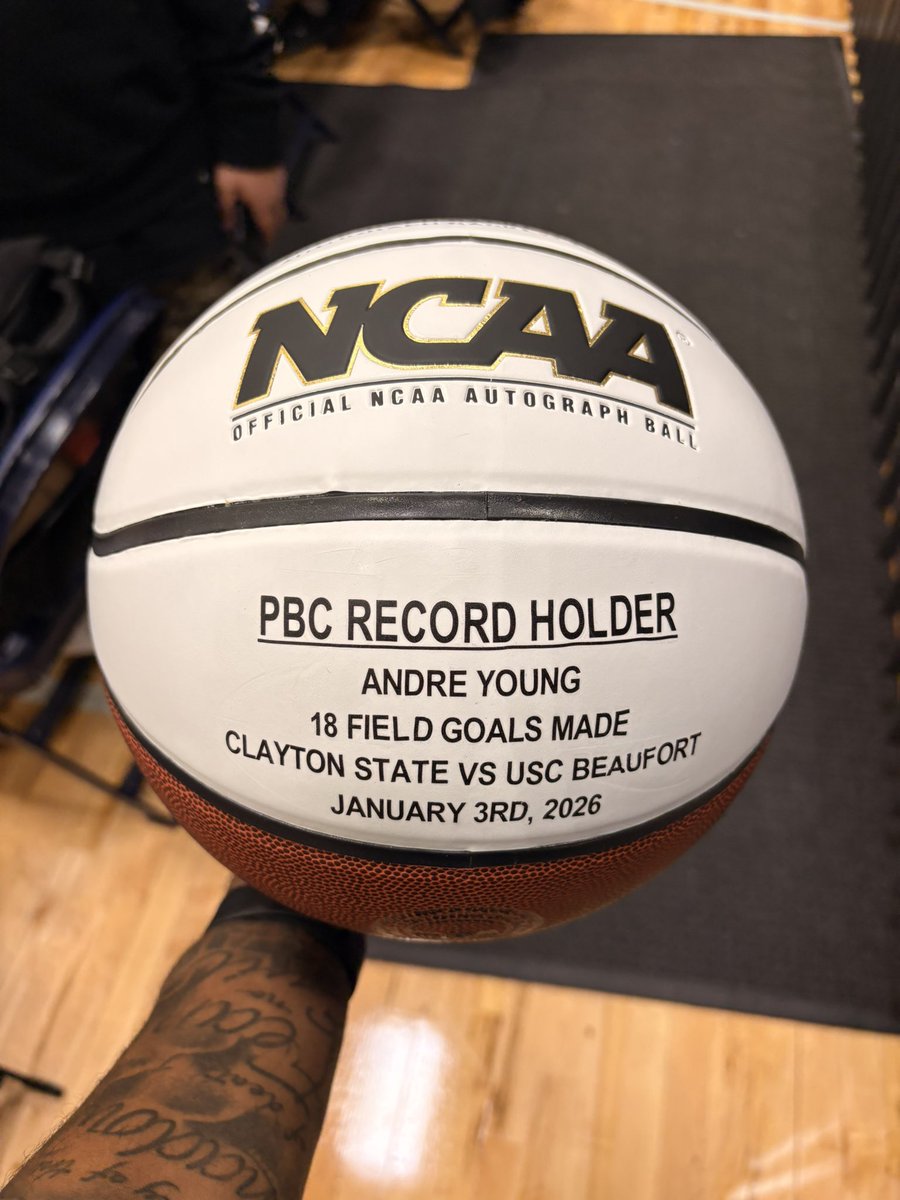 NCAA
OFFICIAL NCAA AUTOGRAPH BALL
PBC RECORD HOLDER
ANDRE YOUNG
18 FIELD GOALS MADE
CLAYTON STATE VS USC BEAUFORT
JANUARY 3RD, 2026